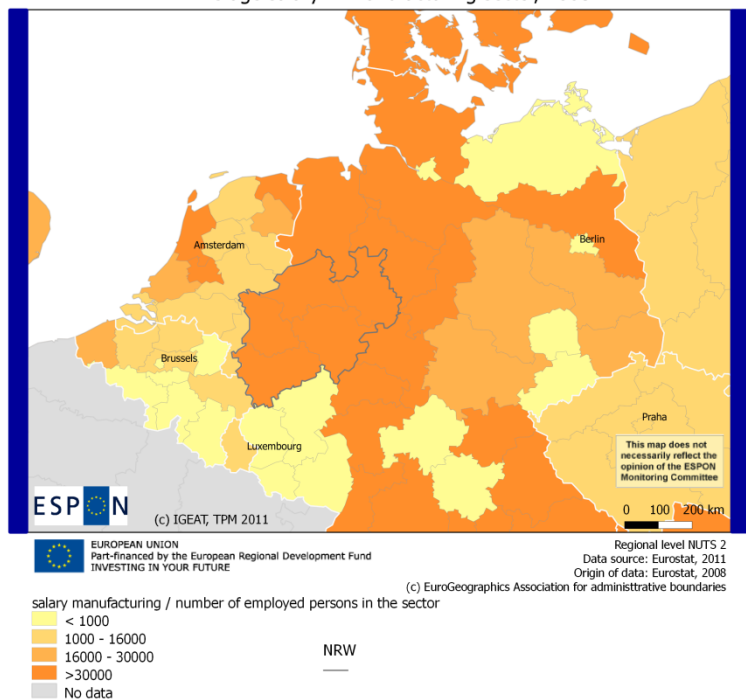 Amsterdam
Berlin
Brussels
Praha
Luxembourg
This map does not
necessarily reflect the
opinion of the ESPON
Monitoring Committee
ESPON
(c) IGEAT, TPM 2011
0 100 200 km
EUROPEAN UNION
Part-financed by the European Regional Development Fund
INVESTING IN YOUR FUTURE
Regional level NUTS 2
Data source: Eurostat, 2011
Origin of data: Eurostat, 2008
(c) EuroGeographics Association for administrative boundaries
salary manufacturing / number of employed persons in the sector
< 1000
1000 - 16000
16000 - 30000
>30000
No data
NRW